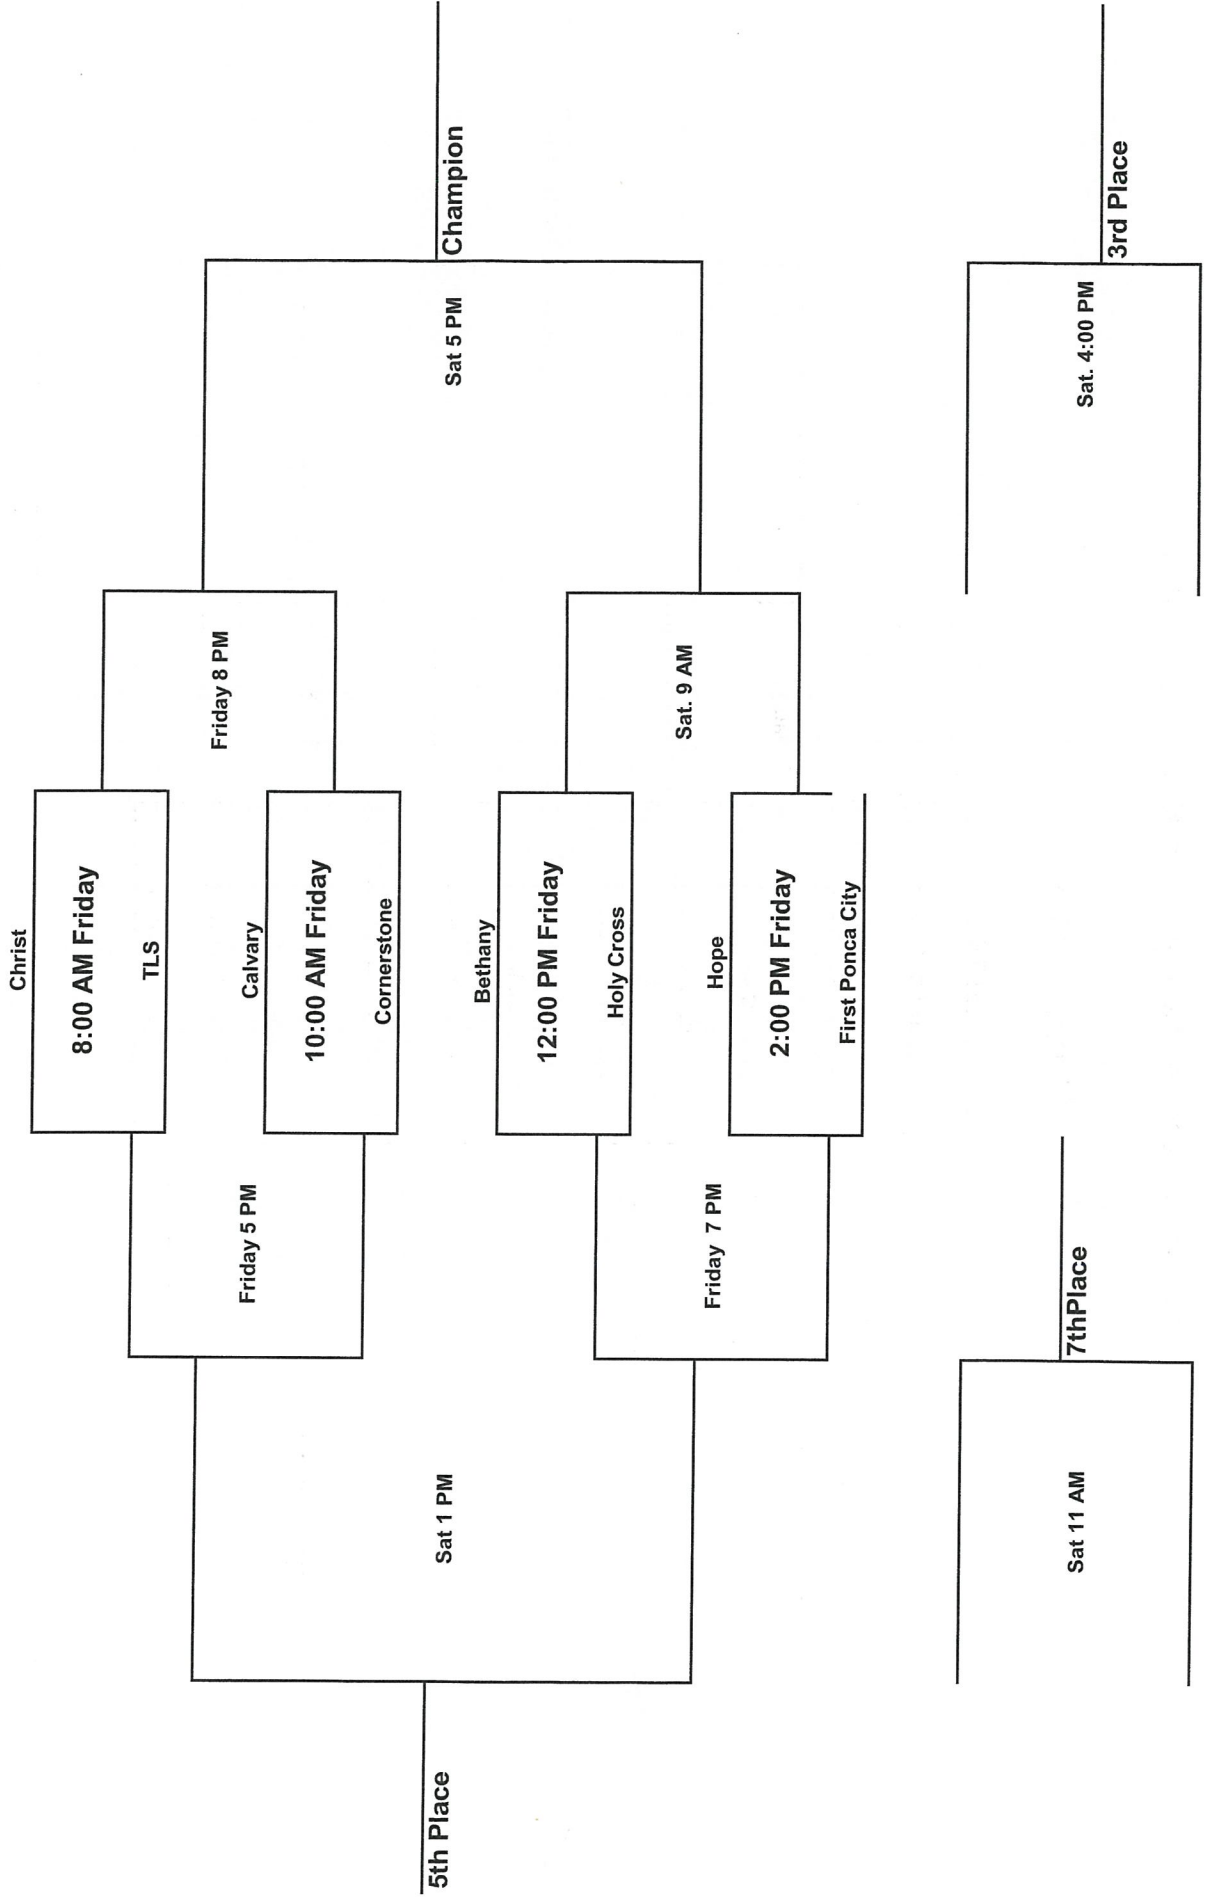 Christ
8:00 AM Friday
TLS
Calvary
10:00 AM Friday
Cornerstone
Bethany
12:00 PM Friday
Holy Cross
Hope
2:00 PM Friday
First Ponca City
Friday 8 PM
Sat. 9 AM
Sat 5 PM
Champion
Friday 5 PM
Friday 7 PM
Sat 1 PM
5th Place
Sat. 4:00 PM
3rd Place
Sat 11 AM
7thPlace